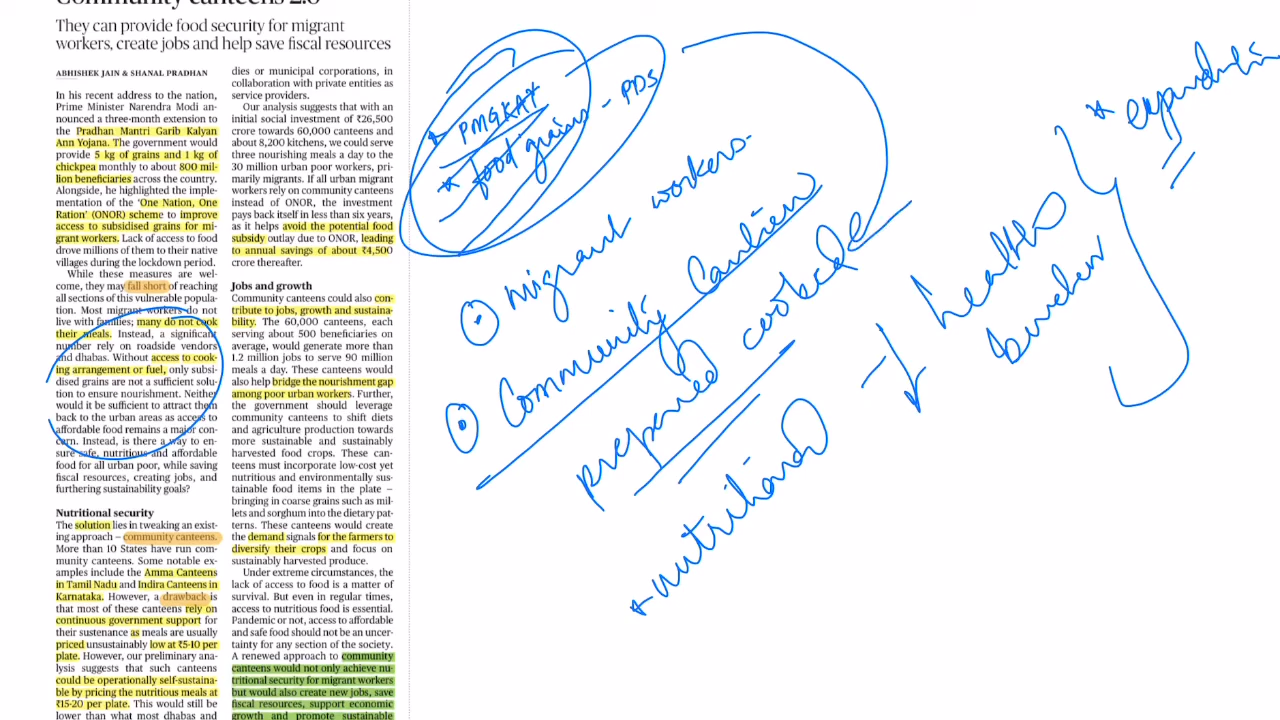 Community canteens 2.0
They can provide food security for migrant
workers, create jobs and help save fiscal resources
ABHISHEK JAIN & SHANAL PRADHAN
In his recent address to the nation,
Prime Minister Narendra Modi an-
nounced a three-month extension to
the Pradhan Mantri Garib Kalyan
Ann Yojana. The government would
provide 5 kg of grains and 1 kg of
chickpea monthly to about 800 mil-
lion beneficiaries across the country.
Alongside, he highlighted the imple-
mentation of the ‘One Nation, One
Ration’ (ONOR) scheme to improve
access to subsidised grains for mi-
grant workers. Lack of access to food
drove millions of them to their native
villages during the lockdown period.
While these measures are wel-
come, they may fall short of reaching
all sections of this vulnerable popula-
tion. Most migrant workers do not
live with families; many do not cook
their meals. Instead, a significant
number rely on roadside vendors
and dhabas. Without access to cook-
ing arrangement or fuel, only subsi-
dised grains are not a sufficient solu-
tion to ensure nourishment. Neither
would it be sufficient to attract them
back to the urban areas as access to
affordable food remains a major con-
cern. Instead, is there a way to en-
sure safe, nutritious and affordable
food for all urban poor, while saving
fiscal resources, creating jobs, and
furthering sustainability goals?
Nutritional security
The solution lies in tweaking an exist-
ing approach – community canteens.
More than 10 States have run com-
munity canteens. Some notable ex-
amples include the Amma Canteens
in Tamil Nadu and Indira Canteens in
Karnataka. However, a drawback is
that most of these canteens rely on
continuous government support for
their sustenance as meals are usually
priced unsustainably low at ₹5-10 per
plate. However, our preliminary ana-
lysis suggests that such canteens
could be operationally self-sustaina-
ble by pricing the nutritious meals at
₹15-20 per plate. This would still be
lower than what most dhabas and
dies or municipal corporations, in
collaboration with private entities as
service providers.
Our analysis suggests that with an
initial social investment of ₹26,500
crore towards 60,000 canteens and
about 8,200 kitchens, we could serve
three nourishing meals a day to the
30 million urban poor workers, pri-
marily migrants. If all urban migrant
workers rely on community canteens
instead of ONOR, the investment
pays back itself in less than six years,
as it helps avoid the potential food
subsidy outlay due to ONOR, leading
to annual savings of about ₹4,500
crore thereafter.
Jobs and growth
Community canteens could also con-
tribute to jobs, growth and sustaina-
bility. The 60,000 canteens, each
serving about 500 beneficiaries on
average, would generate more than
1.2 million jobs to serve 90 million
meals a day. These canteens would
also help bridge the nourishment gap
among poor urban workers. Further,
the government should leverage
community canteens to shift diets
and agriculture production towards
more sustainable and sustainably
harvested food crops. These can-
teens must incorporate low-cost yet
nutritious and environmentally sus-
tainable food items in the plate –
bringing in coarse grains such as mil-
lets and sorghum into the dietary pat-
terns. These canteens would create
the demand signals for the farmers to
diversify their crops and focus on
sustainably harvested produce.
Under extreme circumstances, the
lack of access to food is a matter of
survival. But even in regular times,
access to nutritious food is essential.
Pandemic or not, access to affordable
and safe food should not be an uncer-
tainty for any section of the society.
A renewed approach to community
canteens would not only achieve nu-
tritional security for migrant workers
but would also create new jobs, save
fiscal resources, support economic
growth and promote sustainable
PMGKAY
food grains - PDS
migrant workers.
Community Canteen
prepared cooked
nutritional
health
burden